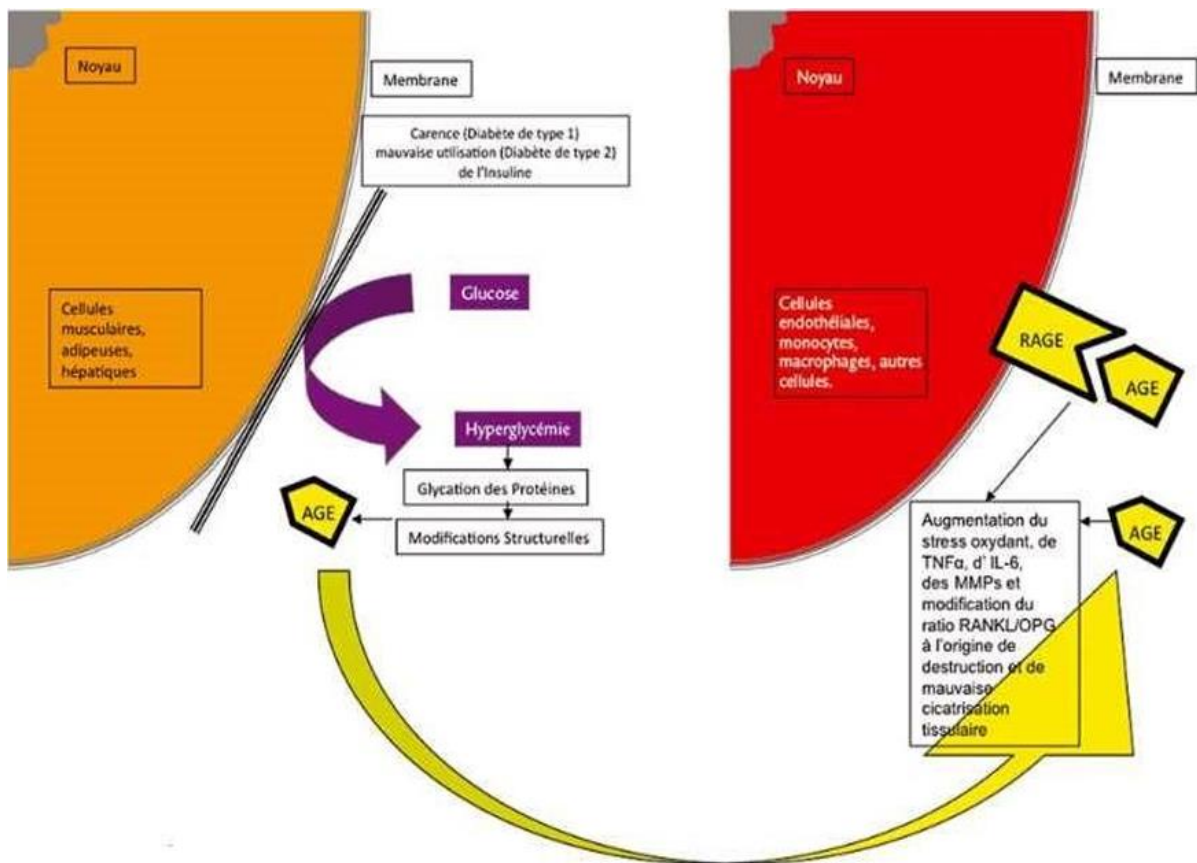 Noyau
Membrane
Carence (Diabète de type 1)
mauvaise utilisation (Diabète de type 2)
de l'Insuline
Glucose
Cellules
musculaires,
adipeuses,
hépatiques
Hyperglycémie
Glycation des Protéines
AGE
Modifications Structurelles
Noyau
Membrane
Cellules
endothéliales,
monocytes,
macrophages, autres
cellules.
RAGE
AGE
AGE
Augmentation du
stress oxydant, de
TNFα, d' IL-6,
des MMPs et
modification du
ratio RANKL/OPG
à l'origine de
destruction et de
mauvaise
cicatrisation
tissulaire